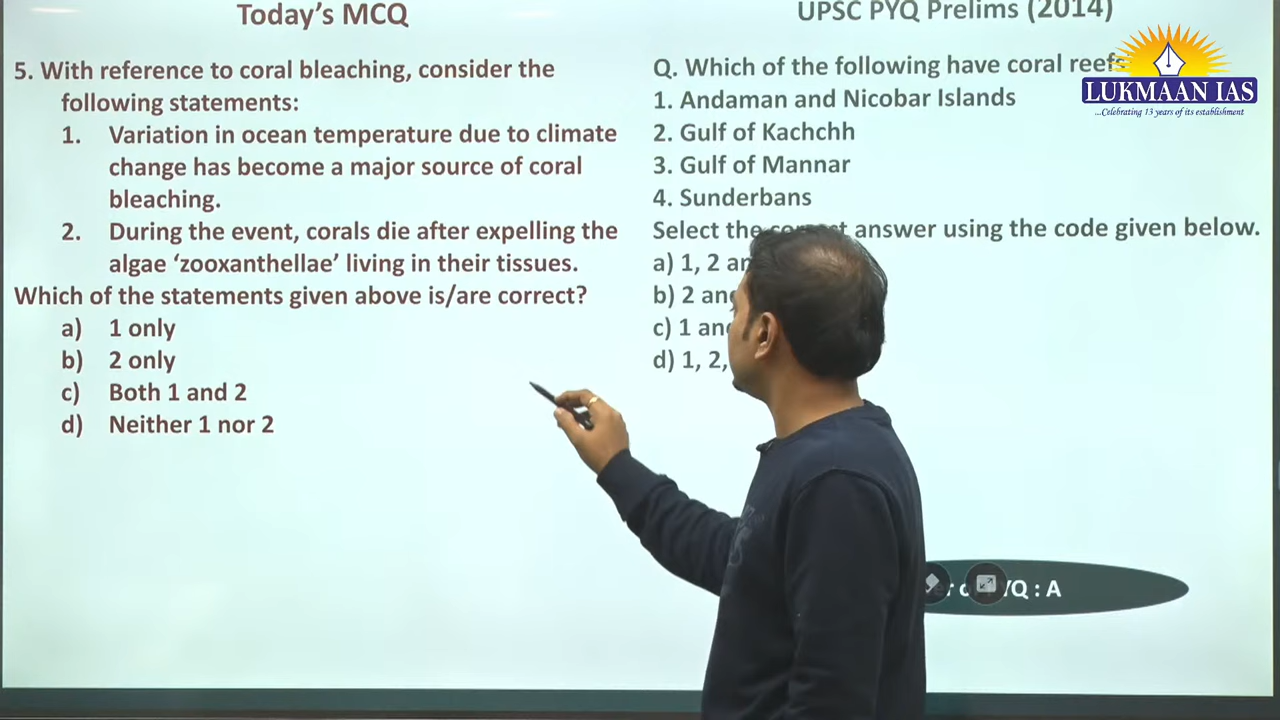 Today's MCQ
5. With reference to coral bleaching, consider the
following statements:
1. Variation in ocean temperature due to climate
change has become a major source of coral
bleaching.
2. During the event, corals die after expelling the
algae ‘zooxanthellae’ living in their tissues.
Which of the statements given above is/are correct?
a) 1 only
b) 2 only
c) Both 1 and 2
d) Neither 1 nor 2
UPSC PYQ Prelims (2014)
Q. Which of the following have coral reefs
1. Andaman and Nicobar Islands
2. Gulf of Kachchh
3. Gulf of Mannar
4. Sunderbans
Select the answer using the code given below.
a) 1, 2
b) 2
c) 1
d) 1, 2,
: A
LUKMAAN IAS
...Celebrating 13 years of its establishment